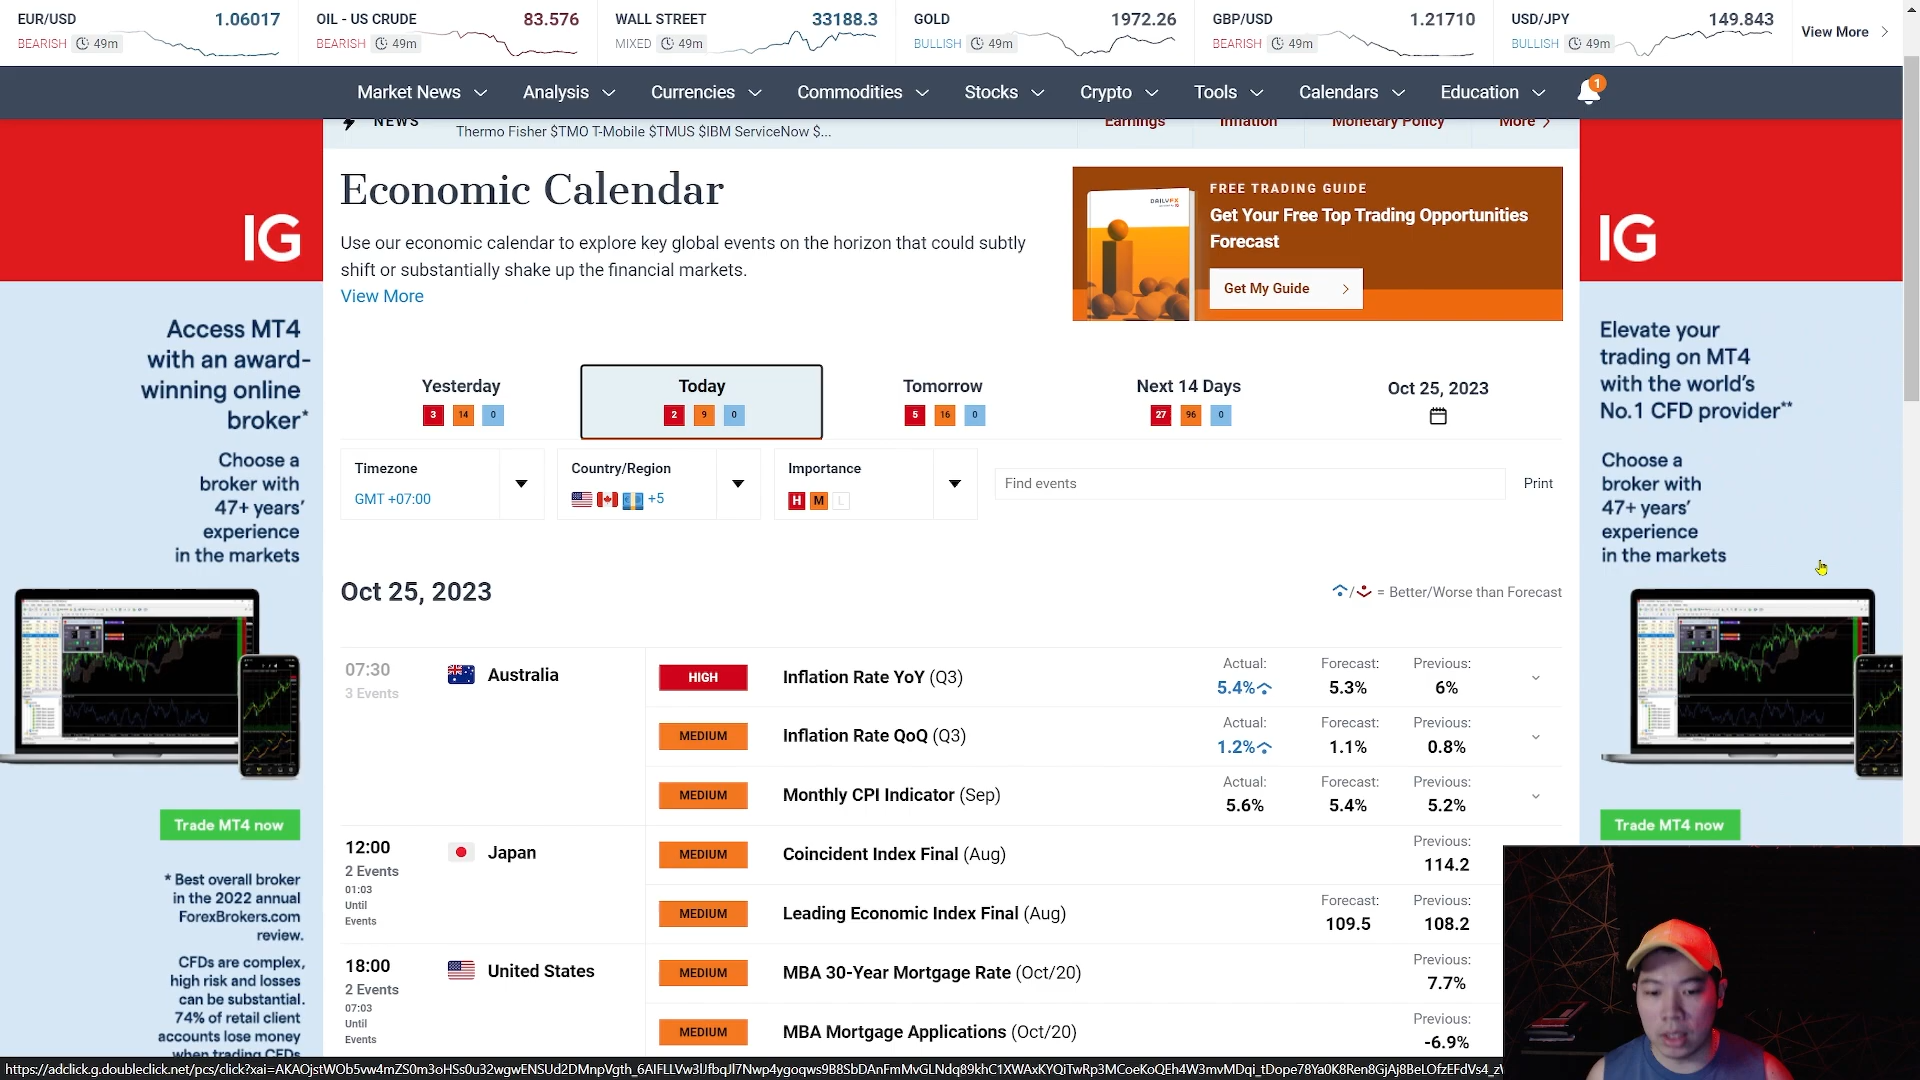 EUR/USD 1.06017
BEARISH 49m
OIL - US CRUDE 83.576
BEARISH 49m
WALL STREET 33188.3
MIXED 49m
GOLD 1972.26
BULLISH 49m
GBP/USD 1.21710
BEARISH 49m
USD/JPY 149.843
BULLISH 49m
View More
Market News Analysis Currencies Commodities Stocks Crypto Tools Calendars Education 1
NEWS
Thermo Fisher $TMO T-Mobile $TMUS $IBM ServiceNow $...
Earnings Inflation Monetary Policy More
IG
Access MT4
with an award-
winning online
broker*
Choose a
broker with
47+ years'
experience
in the markets
Trade MT4 now
* Best overall broker
in the 2022 annual
ForexBrokers.com
review.
CFDs are complex,
high risk and losses
can be substantial.
74% of retail client
accounts lose money
when trading CFDs
Economic Calendar
Use our economic calendar to explore key global events on the horizon that could subtly
shift or substantially shake up the financial markets.
View More
DAILYFX
FREE TRADING GUIDE
Get Your Free Top Trading Opportunities
Forecast
Get My Guide
Yesterday
3 14 0
Today
2 9 0
Tomorrow
5 16 0
Next 14 Days
27 96 0
Oct 25, 2023
Timezone
GMT +07:00
Country/Region
+5
Importance
H M L
Find events
Print
Oct 25, 2023
/ = Better/Worse than Forecast
07:30
3 Events
Australia
HIGH Inflation Rate YoY (Q3) Actual: 5.4% Forecast: 5.3% Previous: 6%
MEDIUM Inflation Rate QoQ (Q3) Actual: 1.2% Forecast: 1.1% Previous: 0.8%
MEDIUM Monthly CPI Indicator (Sep) Actual: 5.6% Forecast: 5.4% Previous: 5.2%
12:00
2 Events
01:03
Until
Events
Japan
MEDIUM Coincident Index Final (Aug) Previous: 114.2
MEDIUM Leading Economic Index Final (Aug) Forecast: 109.5 Previous: 108.2
18:00
2 Events
07:03
Until
Events
United States
MEDIUM MBA 30-Year Mortgage Rate (Oct/20) Previous: 7.7%
MEDIUM MBA Mortgage Applications (Oct/20) Previous: -6.9%
IG
Elevate your
trading on MT4
with the world's
No.1 CFD provider**
Choose a
broker with
47+ years'
experience
in the markets
Trade MT4 now